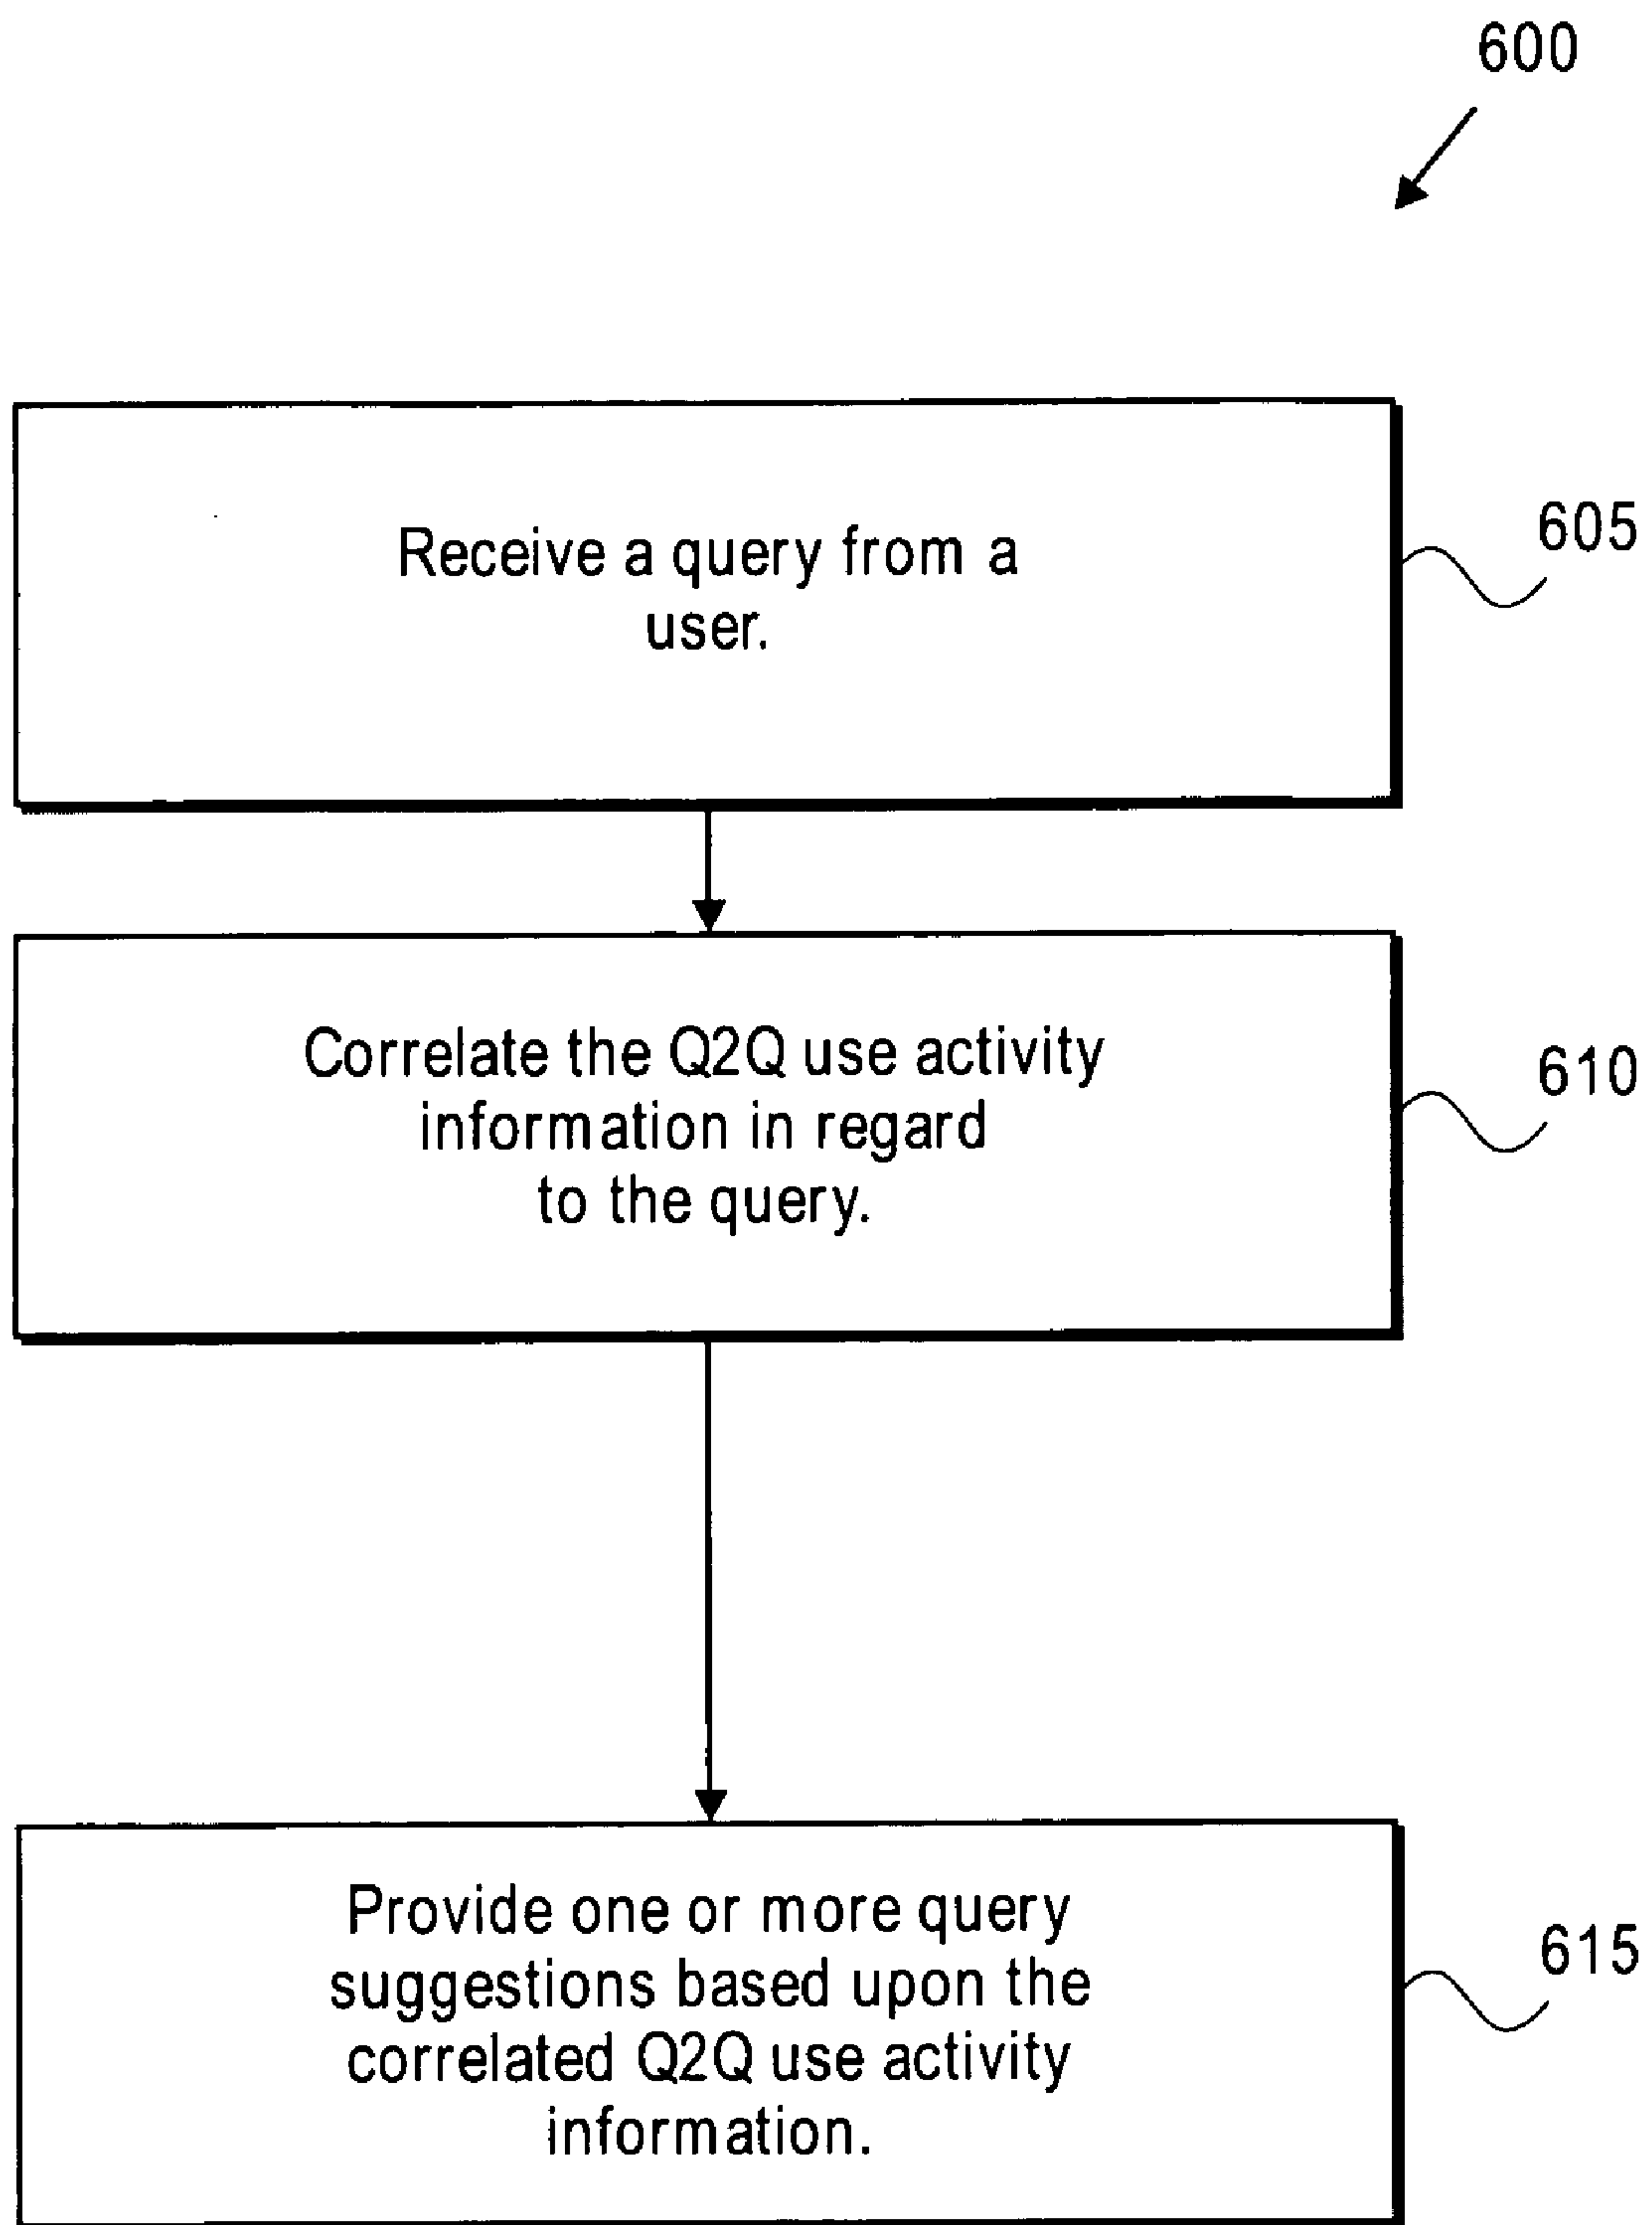 600
Receive a query from a
user.
605
Correlate the Q2Q use activity
information in regard
to the query.
610
Provide one or more query
suggestions based upon the
correlated Q2Q use activity
information.
615